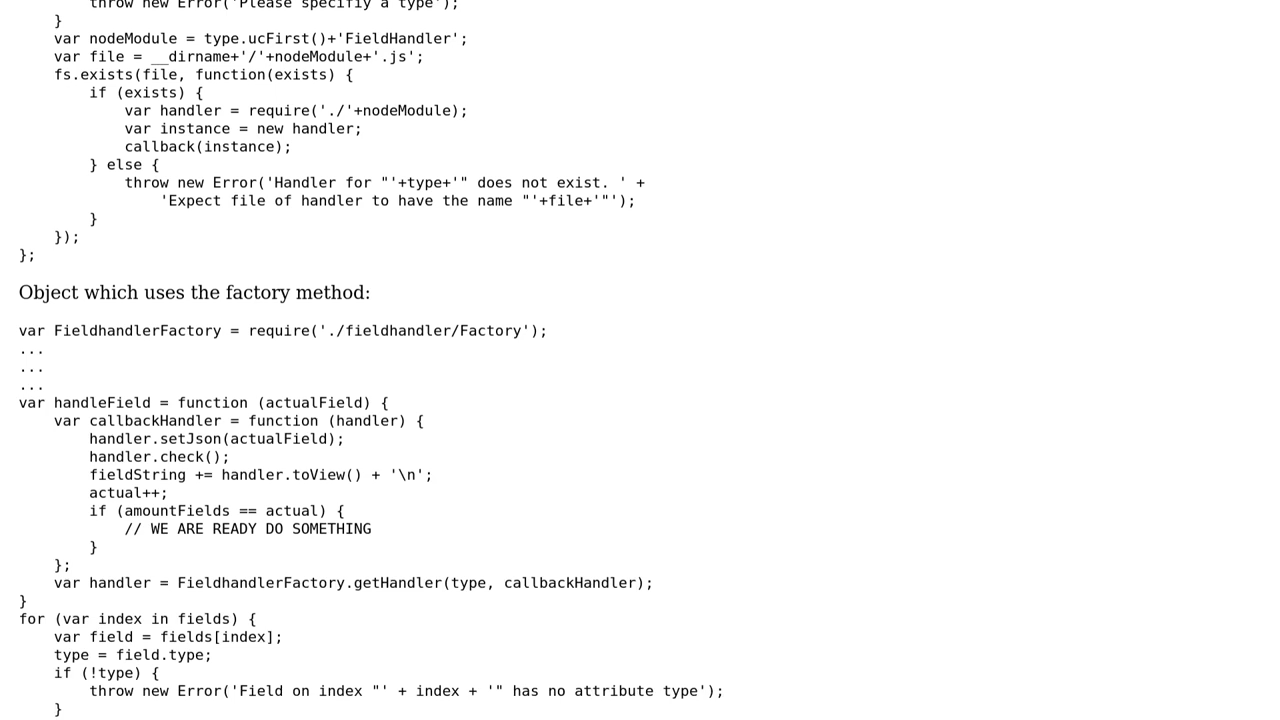 throw new Error('Please specifiy a type');
    }
    var nodeModule = type.ucFirst()+'FieldHandler';
    var file = __dirname+'/'+nodeModule+'.js';
    fs.exists(file, function(exists) {
        if (exists) {
            var handler = require('./'+nodeModule);
            var instance = new handler;
            callback(instance);
        } else {
            throw new Error('Handler for "'+type+'" does not exist. ' +
                'Expect file of handler to have the name "'+file+'"');
        }
    });
};
Object which uses the factory method:
var FieldhandlerFactory = require('./fieldhandler/Factory');
...
...
...
var handleField = function (actualField) {
    var callbackHandler = function (handler) {
        handler.setJson(actualField);
        handler.check();
        fieldString += handler.toView() + '\n';
        actual++;
        if (amountFields == actual) {
            // WE ARE READY DO SOMETHING
        }
    };
    var handler = FieldhandlerFactory.getHandler(type, callbackHandler);
}
for (var index in fields) {
    var field = fields[index];
    type = field.type;
    if (!type) {
        throw new Error('Field on index "' + index + '" has no attribute type');
    }